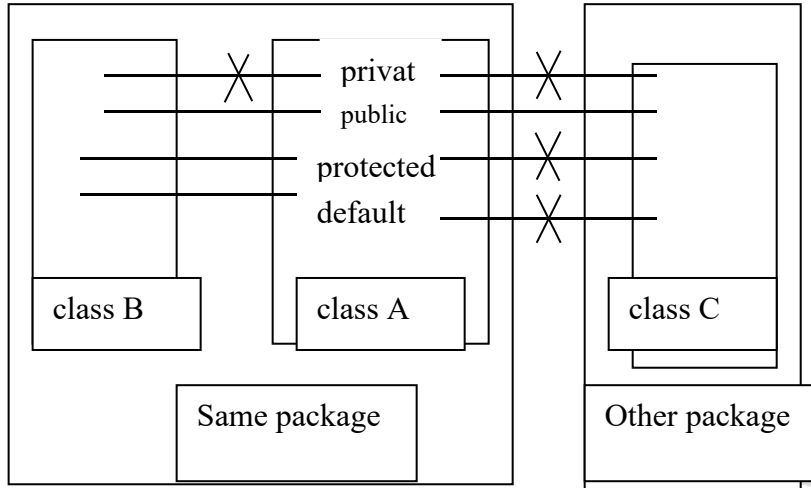 privat
public
protected
default
class B
class A
class C
Same package
Other package